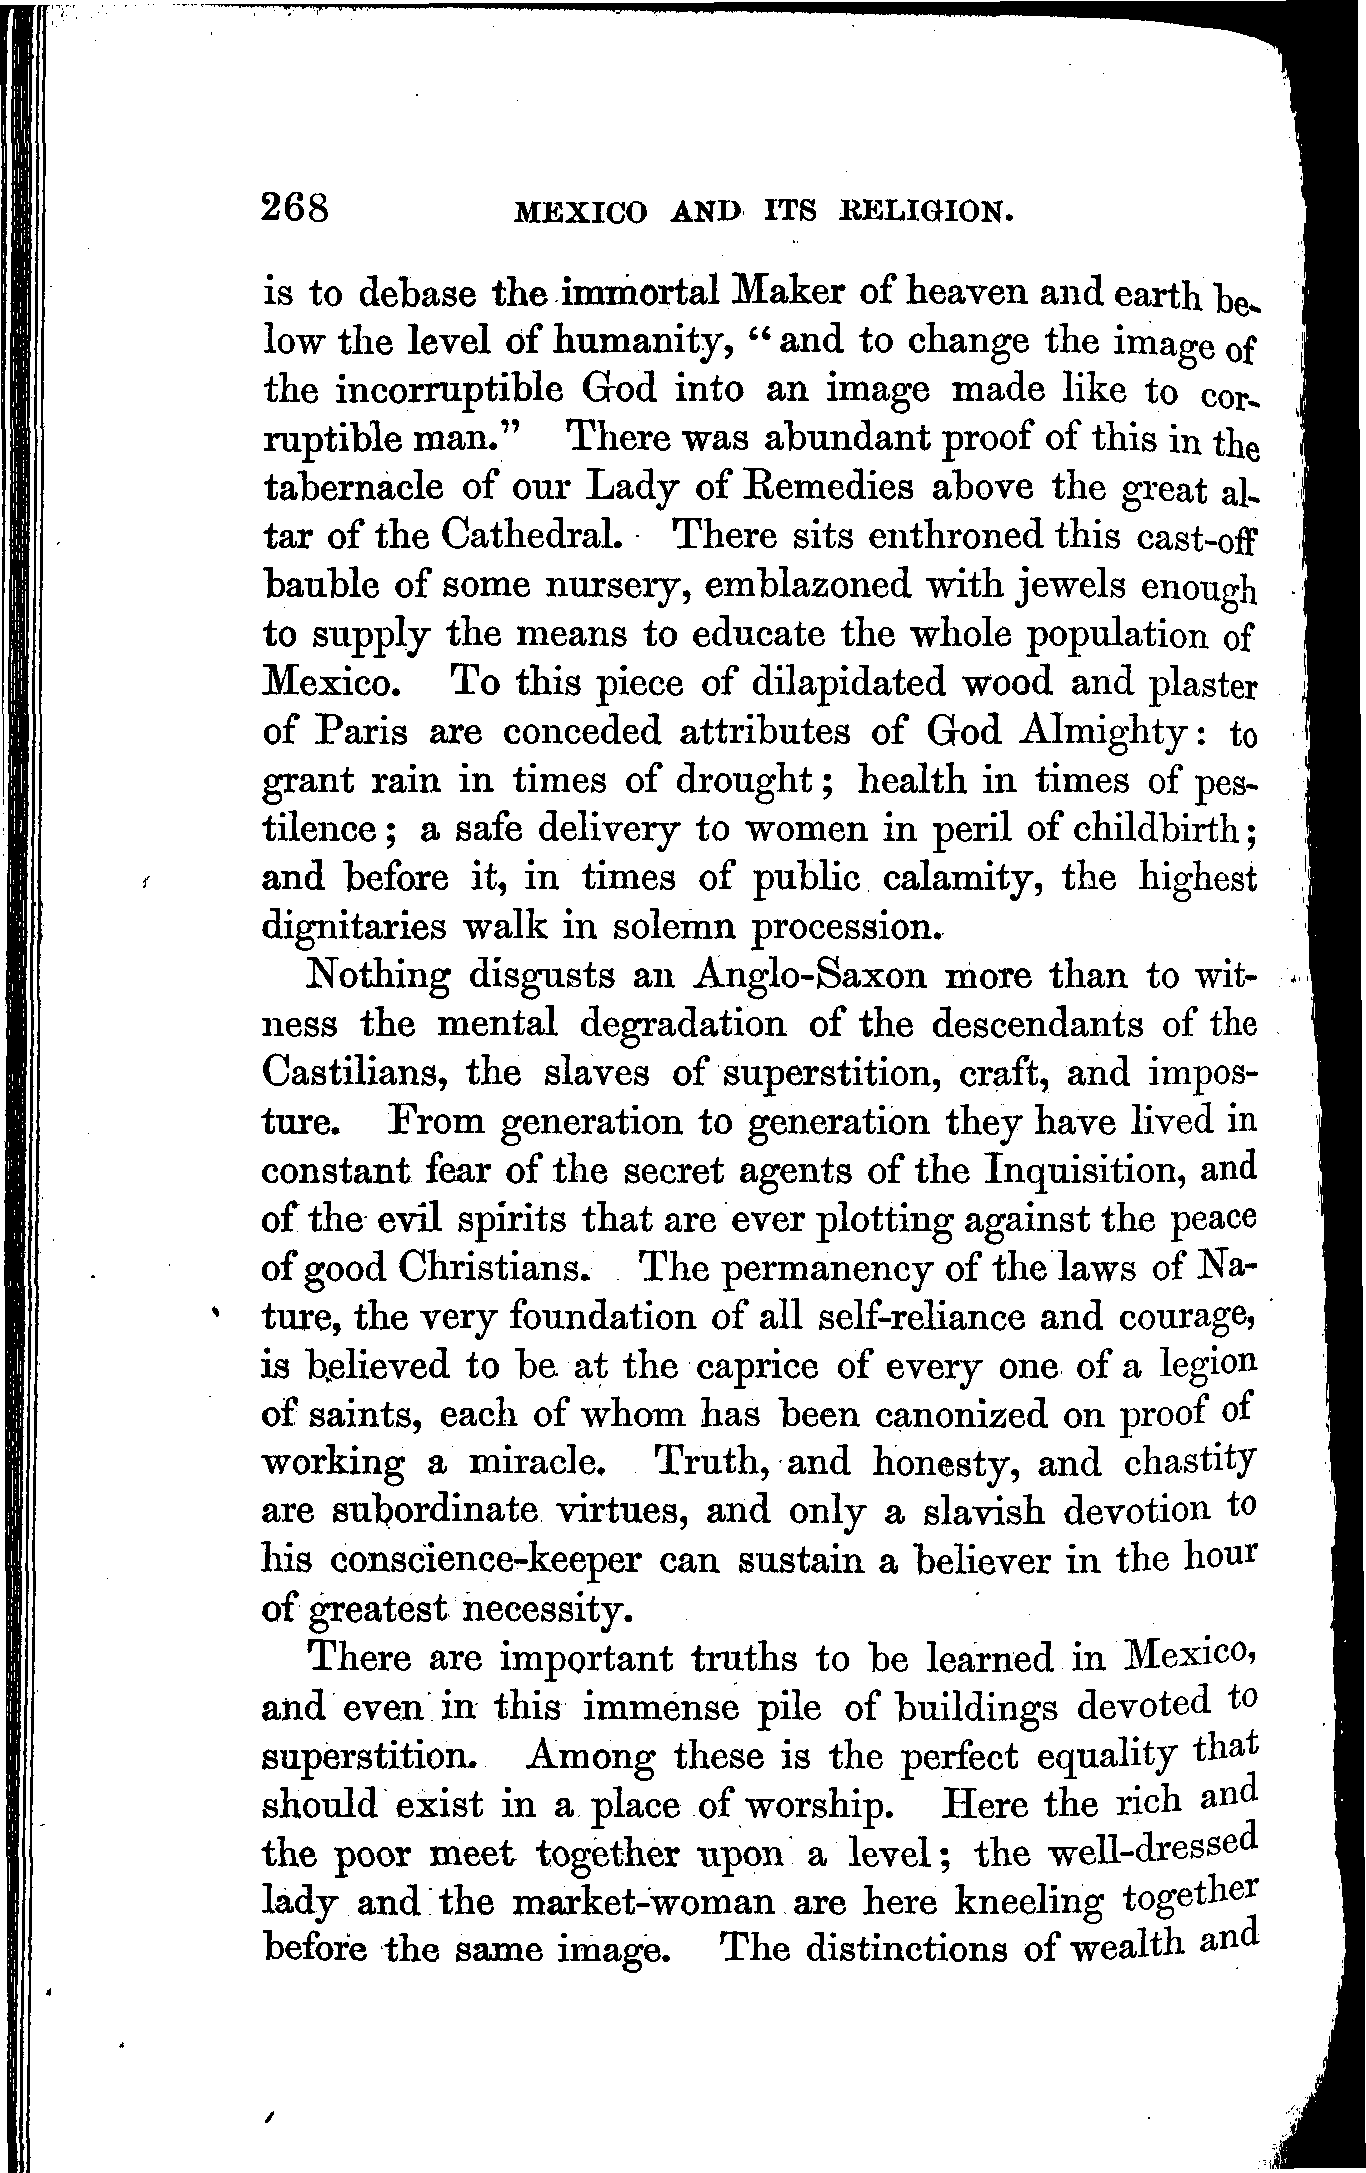 268 MEXICO AND ITS RELIGION.
is to debase the immortal Maker of heaven and earth be-
low the level of humanity, “and to change the image of
the incorruptible God into an image made like to cor-
ruptible man.” There was abundant proof of this in the
tabernacle of our Lady of Remedies above the great al-
tar of the Cathedral. There sits enthroned this cast-off
bauble of some nursery, emblazoned with jewels enough
to supply the means to educate the whole population of
Mexico. To this piece of dilapidated wood and plaster
of Paris are conceded attributes of God Almighty: to
grant rain in times of drought; health in times of pes-
tilence; a safe delivery to women in peril of childbirth;
and before it, in times of public calamity, the highest
dignitaries walk in solemn procession.
Nothing disgusts an Anglo-Saxon more than to wit-
ness the mental degradation of the descendants of the
Castilians, the slaves of superstition, craft, and impos-
ture. From generation to generation they have lived in
constant fear of the secret agents of the Inquisition, and
of the evil spirits that are ever plotting against the peace
of good Christians. The permanency of the laws of Na-
ture, the very foundation of all self-reliance and courage,
is believed to be at the caprice of every one of a legion
of saints, each of whom has been canonized on proof of
working a miracle. Truth, and honesty, and chastity
are subordinate virtues, and only a slavish devotion to
his conscience-keeper can sustain a believer in the hour
of greatest necessity.
There are important truths to be learned in Mexico,
and even in this immense pile of buildings devoted to
superstition. Among these is the perfect equality that
should exist in a place of worship. Here the rich and
the poor meet together upon a level; the well-dressed
lady and the market-woman are here kneeling together
before the same image. The distinctions of wealth and